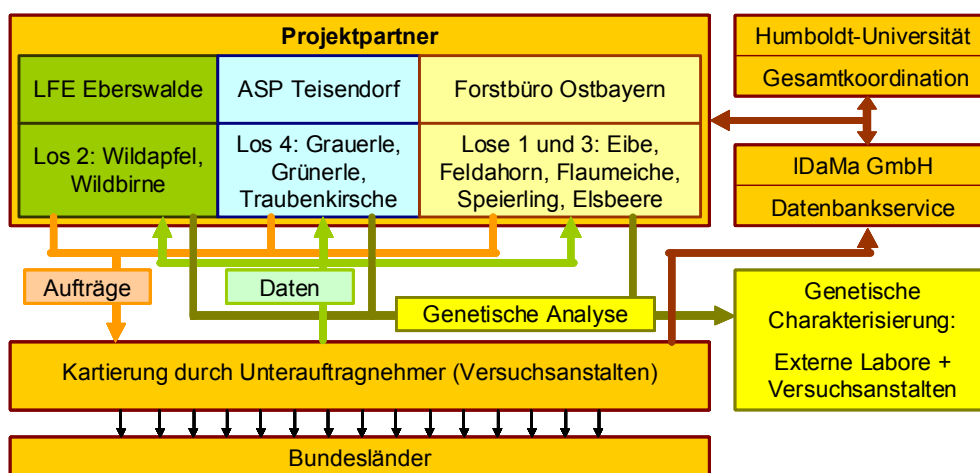 Projektpartner
LFE Eberswalde
ASP Teisendorf
Forstbüro Ostbayern
Los 2: Wildapfel,
Wildbirne
Los 4: Grauerle,
Grünerle,
Traubenkirsche
Lose 1 und 3: Eibe,
Feldahorn, Flaumeiche,
Speierling, Elsbeere
Humboldt-Universität
Gesamtkoordination
IDaMa GmbH
Datenbankservice
Aufträge
Daten
Genetische Analyse
Genetische
Charakterisierung:
Externe Labore +
Versuchsanstalten
Kartierung durch Unterauftragnehmer (Versuchsanstalten)
Bundesländer